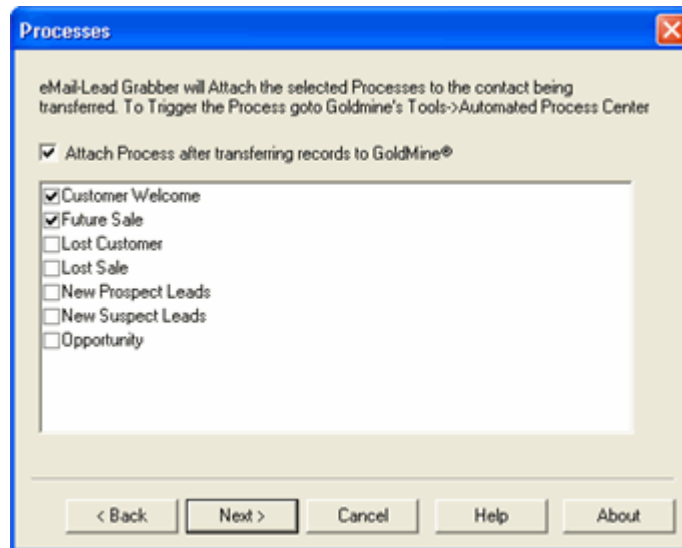 Processes
eMail-Lead Grabber will Attach the selected Processes to the contact being
transferred. To Trigger the Process goto Goldmine's Tools->Automated Process Center
Attach Process after transferring records to GoldMine®
Customer Welcome
Future Sale
Lost Customer
Lost Sale
New Prospect Leads
New Suspect Leads
Opportunity
< Back Next > Cancel Help About